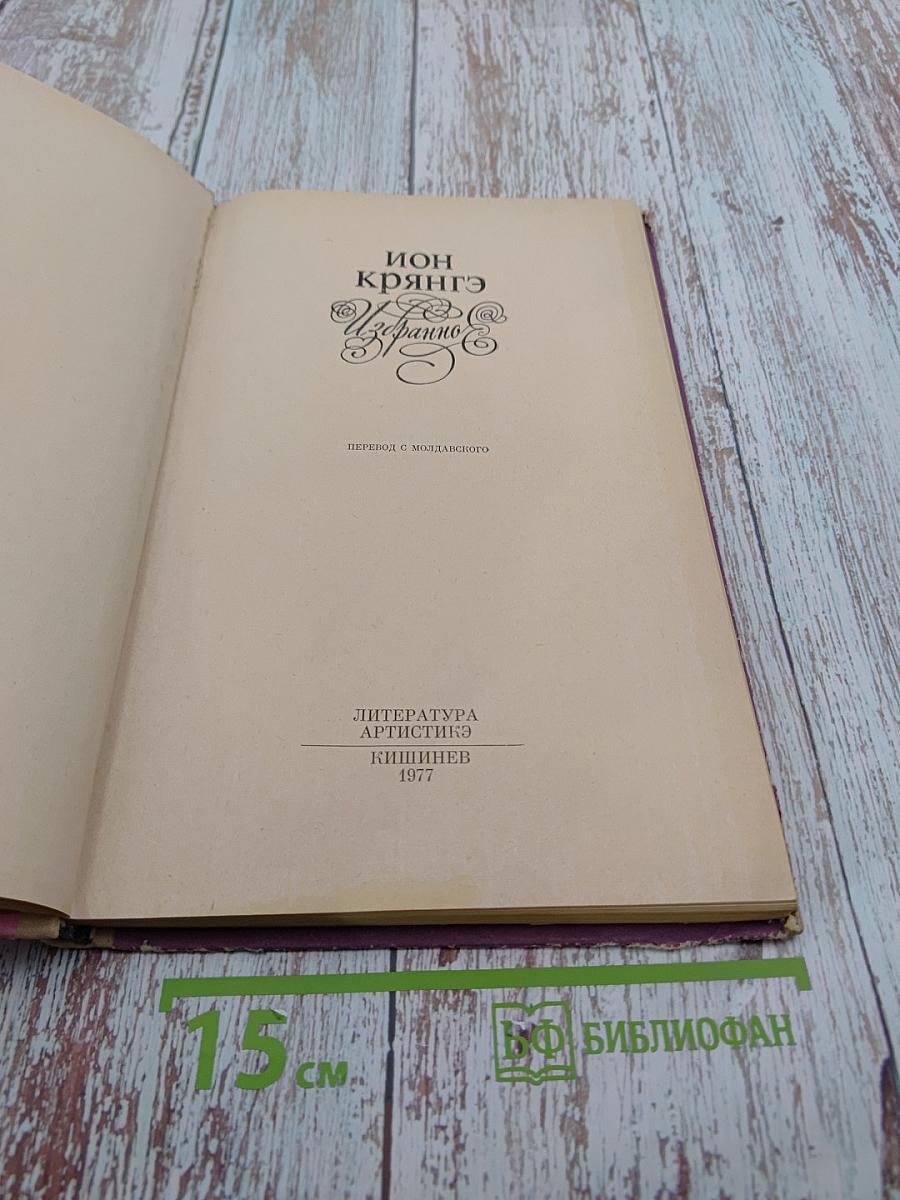 ИОН
КРЯНГЭ
Избранное
ПЕРЕВОД С МОЛДАВСКОГО
ЛИТЕРАТУРА
АРТИСТИКЭ
КИШИНЕВ
1977
15 см
БФ БИБЛИОФАН